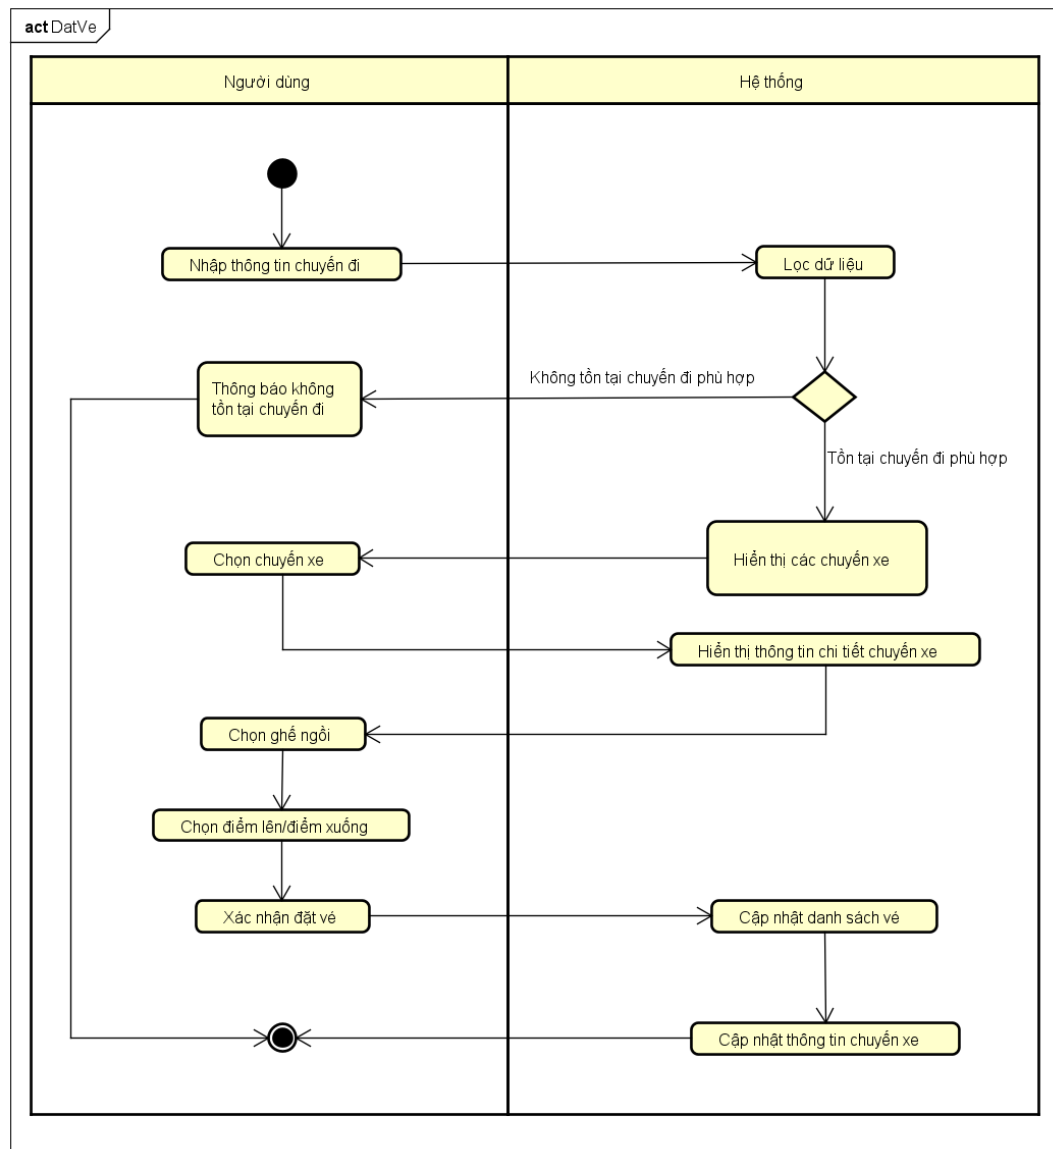 act DatVe
Người dùng
Hệ thống
Nhập thông tin chuyến đi
Lọc dữ liệu
Không tồn tại chuyến đi phù hợp
Thông báo không
tồn tại chuyến đi
Tồn tại chuyến đi phù hợp
Chọn chuyến xe
Hiển thị các chuyến xe
Hiển thị thông tin chi tiết chuyến xe
Chọn ghế ngồi
Chọn điểm lên/điểm xuống
Xác nhận đặt vé
Cập nhật danh sách vé
Cập nhật thông tin chuyến xe